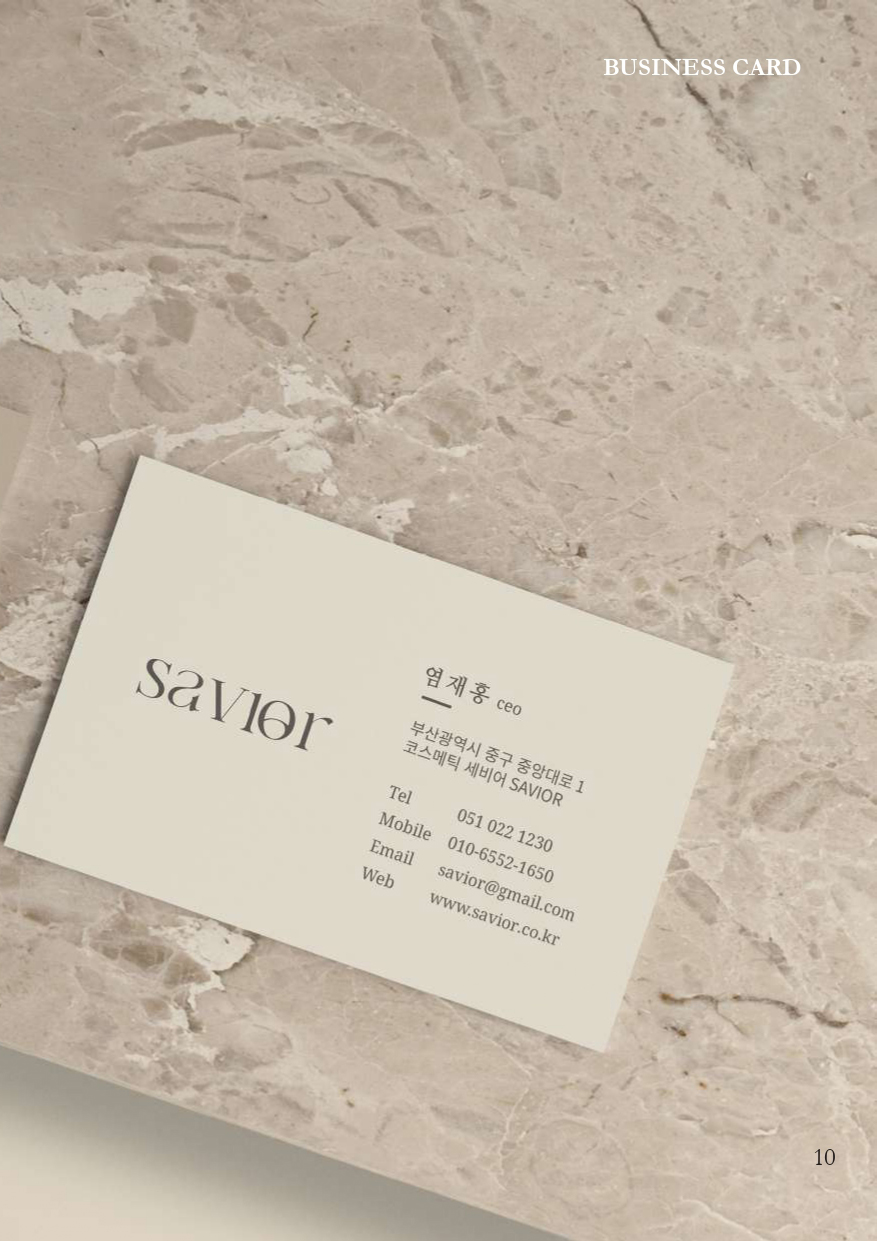 BUSINESS CARD
savior
염재홍 ceo
부산광역시 중구 중앙대로 1
코스메틱 세비어 SAVIOR
Tel 051 022 1230
Mobile 010-6552-1650
Email savior@gmail.com
Web www.savior.co.kr
10